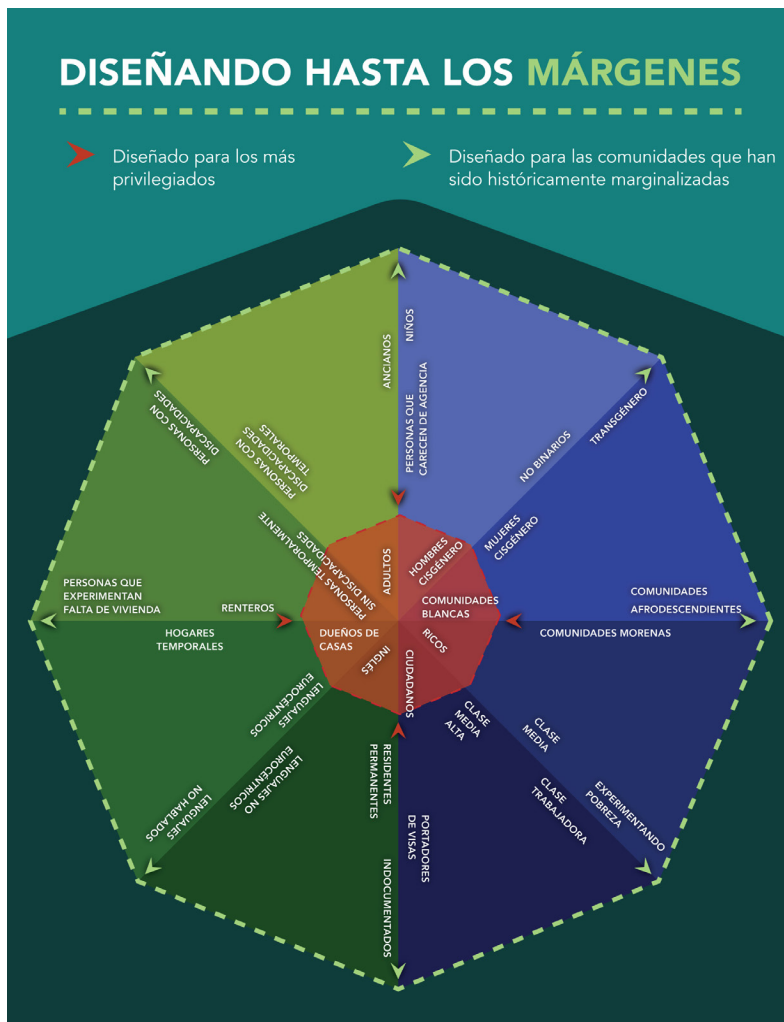 DISEÑANDO HASTA LOS MÁRGENES
Diseñado para los más
privilegiados
Diseñado para las comunidades que han
sido históricamente marginalizadas
ANCIANOS
NIÑOS
PERSONAS QUE
CARECEN DE AGENCIA
ADULTOS
TRANSGÉNERO
NO BINARIOS
MUJERES
CISGÉNERO
HOMBRES
CISGÉNERO
COMUNIDADES
AFRODESCENDIENTES
COMUNIDADES MORENAS
COMUNIDADES
BLANCAS
RICOS
CLASE
MEDIA
ALTA
CLASE
MEDIA
CLASE
TRABAJADORA
EXPERIMENTANDO
POBREZA
CIUDADANOS
RESIDENTES
PERMANENTES
PORTADORES
DE VISAS
INDOCUMENTADOS
INGLÉS
LENGUAJES
EUROCÉNTRICOS
LENGUAJES NO
EUROCÉNTRICOS
LENGUAJES
NO HABLADOS
DUEÑOS DE
CASAS
RENTEROS
HOGARES
TEMPORALES
PERSONAS QUE
EXPERIMENTAN
FALTA DE VIVIENDA
PERSONAS TEMPORALMENTE
SIN DISCAPACIDADES
PERSONAS CON
DISCAPACIDADES
TEMPORALES
PERSONAS CON
DISCAPACIDADES